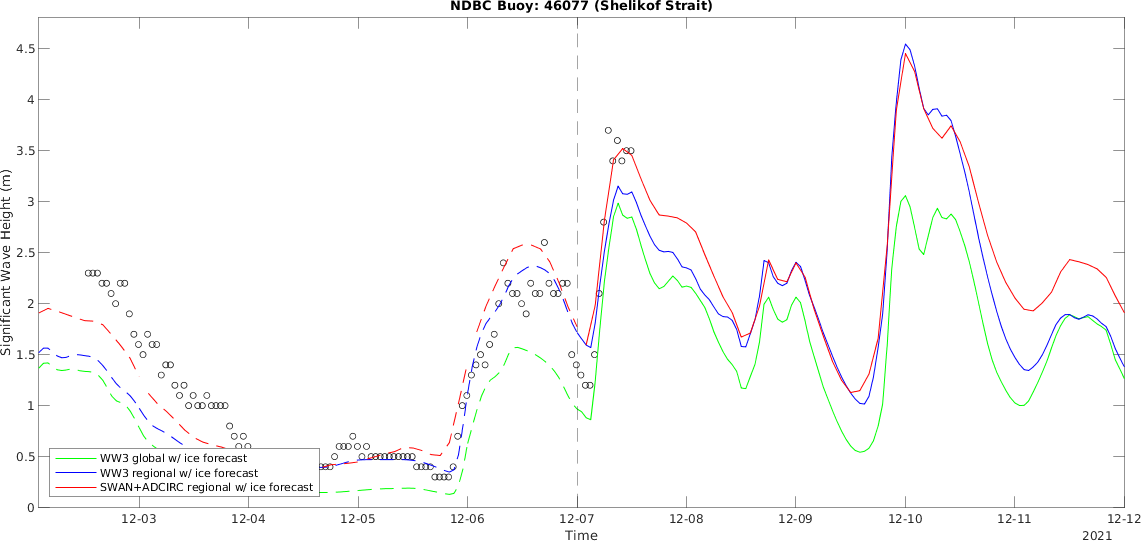 NDBC Buoy: 46077 (Shelikof Strait)
Significant Wave Height (m)
4.5
4
3.5
3
2.5
2
1.5
1
0.5
0
WW3 global w/ ice forecast
WW3 regional w/ ice forecast
SWAN+ADCIRC regional w/ ice forecast
12-03 12-04 12-05 12-06 12-07 12-08 12-09 12-10 12-11 12-12
Time
2021